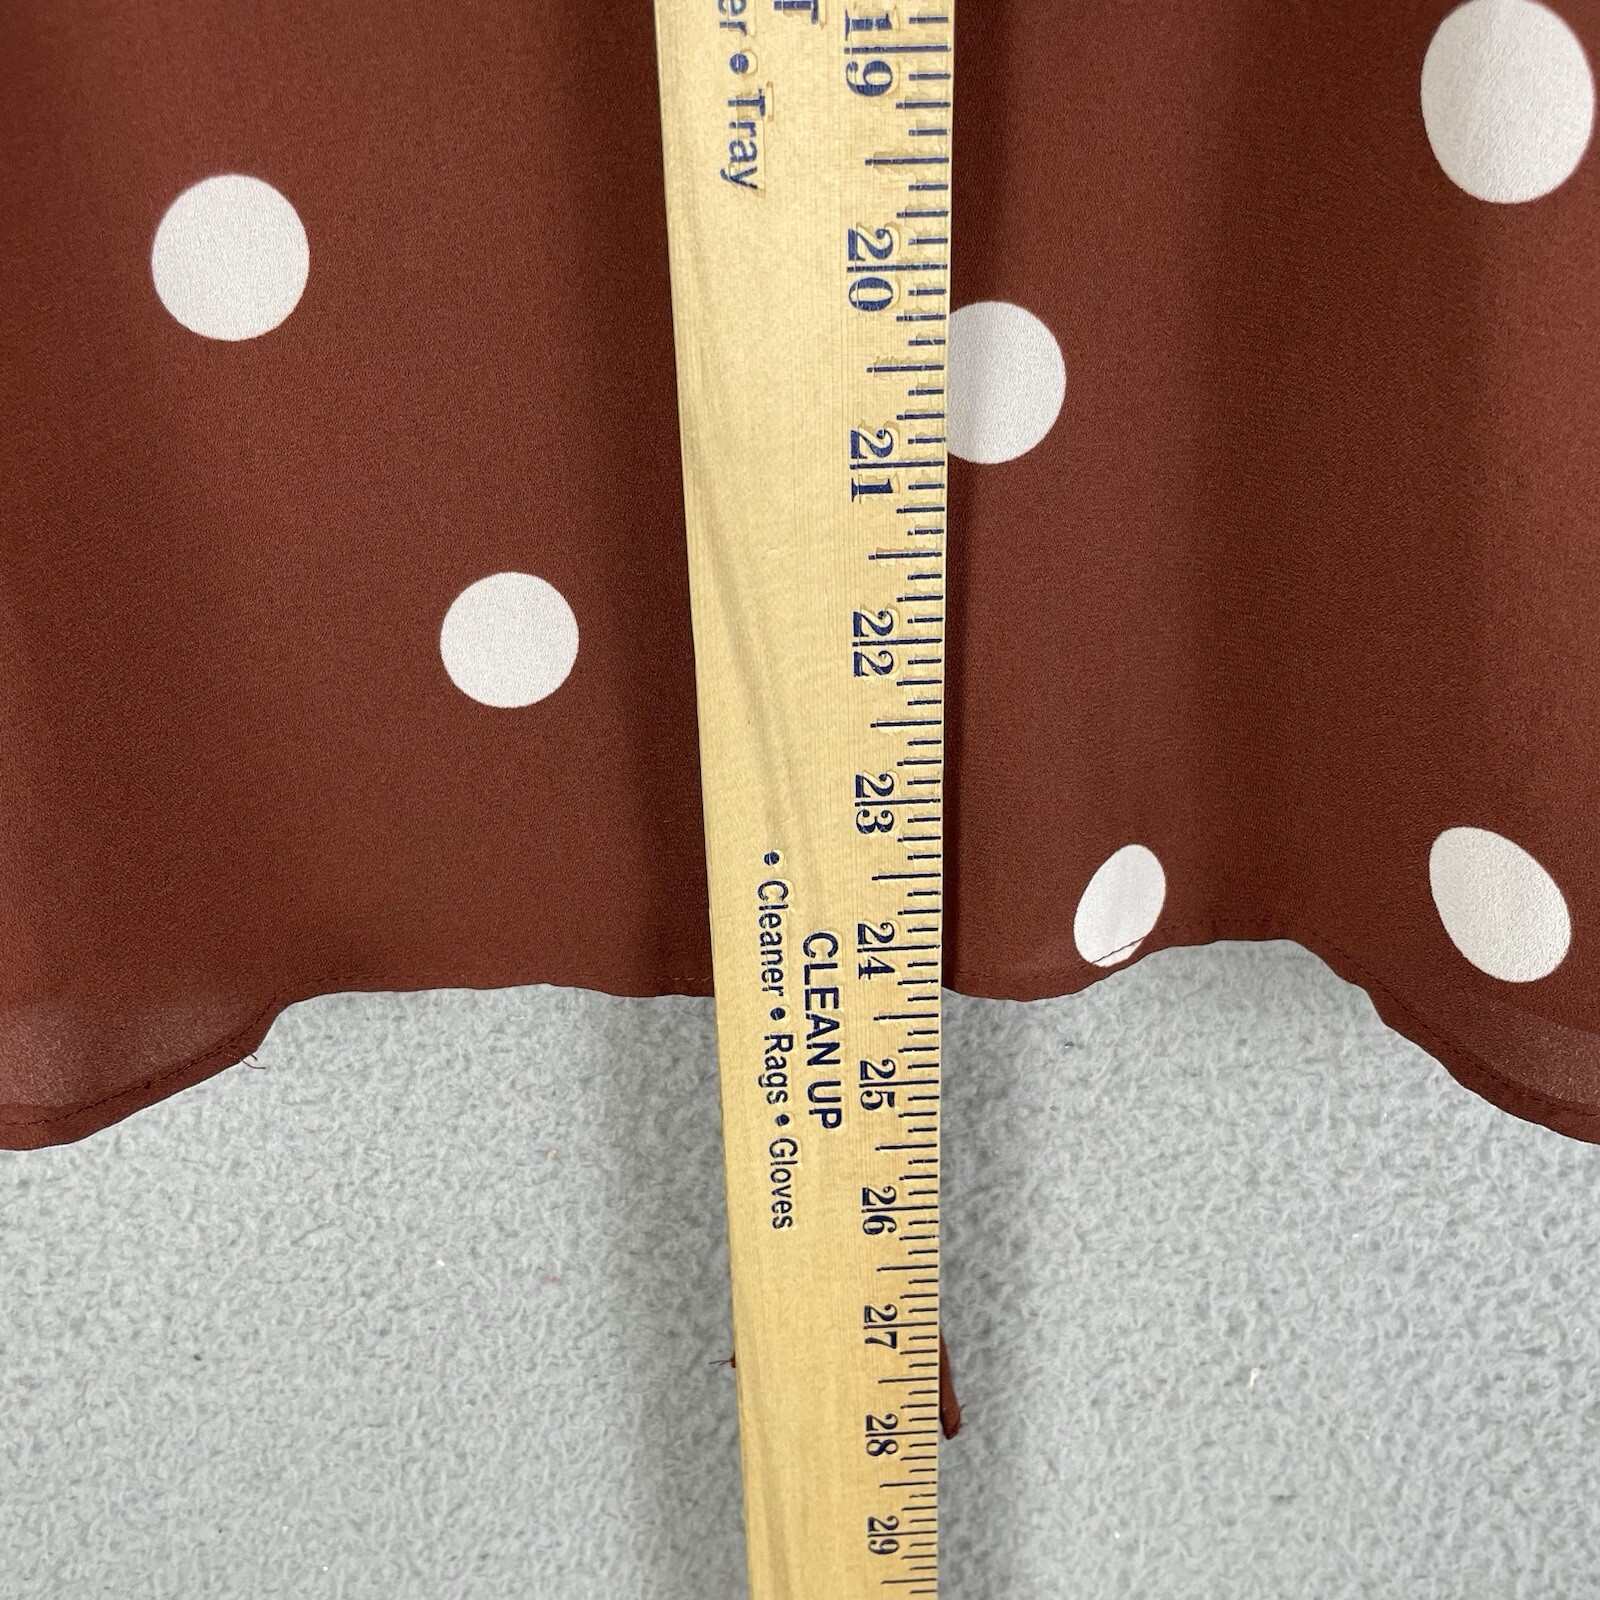 T
er • Tray
CLEAN UP
• Cleaner • Rags • Gloves
19
20
21
22
23
24
25
26
27
28
29